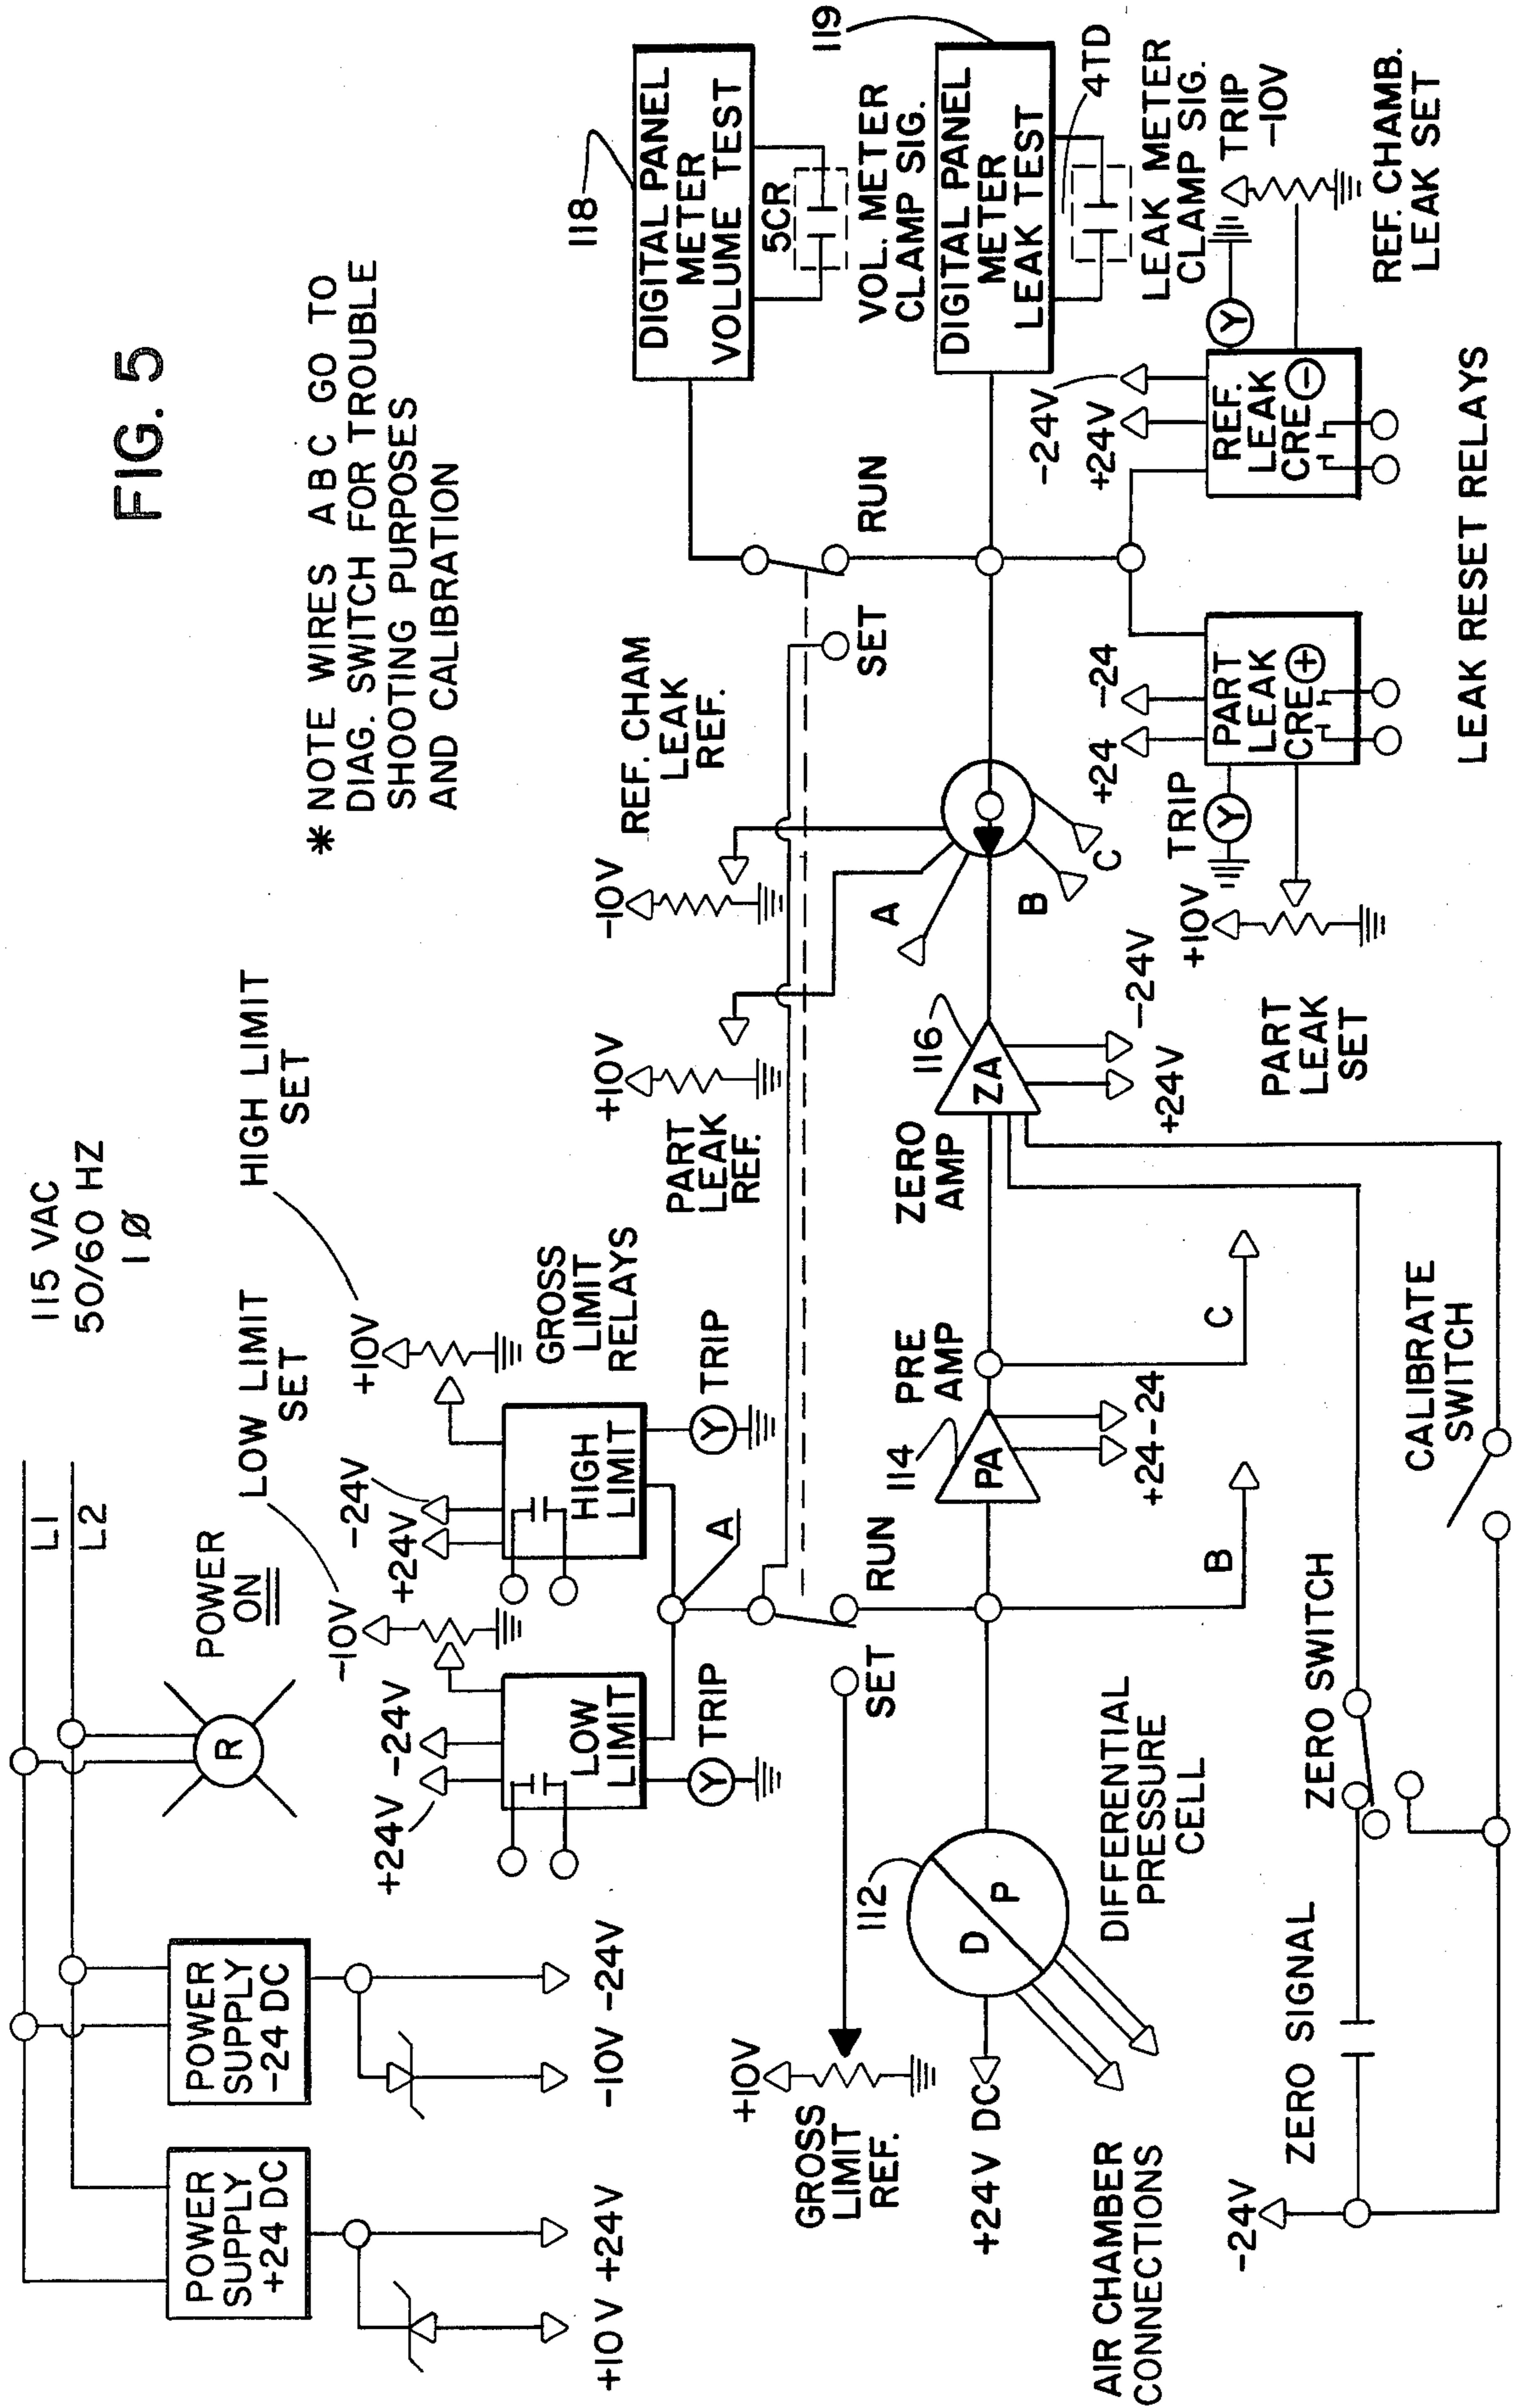 FIG. 5
* NOTE WIRES A B C GO TO
DIAG. SWITCH FOR TROUBLE
SHOOTING PURPOSES
AND CALIBRATION
115 VAC
50/60 HZ
1 Ø
L1
L2
POWER
ON
R
POWER
SUPPLY
+24 DC
+10V +24V
POWER
SUPPLY
-24 DC
-10V -24V
LOW LIMIT
SET
HIGH LIMIT
SET
-10V
+10V
+24V -24V
LOW
LIMIT
Y TRIP
+24V
-24V
HIGH
LIMIT
Y TRIP
GROSS
LIMIT
RELAYS
A
SET
RUN
+10V
GROSS
LIMIT
REF.
112
D P
+24V DC
DIFFERENTIAL
PRESSURE
CELL
AIR CHAMBER
CONNECTIONS
B
114
PRE
AMP
PA
+24-24
C
ZERO
AMP
116
ZA
+24V
-24V
+10V
PART
LEAK
REF.
-10V
REF. CHAM
LEAK
REF.
A
B
C
SET
RUN
118
DIGITAL PANEL
METER
VOLUME TEST
5CR
VOL. METER
CLAMP SIG.
119
DIGITAL PANEL
METER
LEAK TEST
4TD
LEAK METER
CLAMP SIG.
+24 -24
TRIP
Y
PART
LEAK
CRE +
+10V
PART
LEAK
SET
-24V
+24V
REF.
LEAK
CRE -
Y
TRIP
-10V
REF. CHAMB.
LEAK SET
LEAK RESET RELAYS
-24V
ZERO SIGNAL
ZERO SWITCH
CALIBRATE
SWITCH